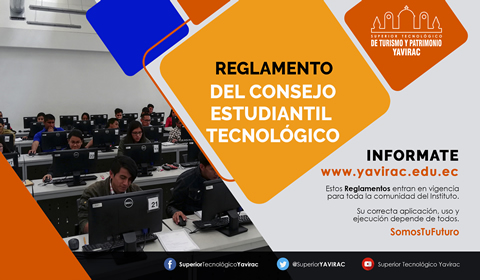 SUPERIOR TECNOLÓGICO
DE TURISMO Y PATRIMONIO
YAVIRAC
REGLAMENTO
DEL CONSEJO
ESTUDIANTIL
TECNOLÓGICO
INFORMATE
www.yavirac.edu.ec
Estos Reglamentos entran en vigencia
para toda la comunidad del Instituto.
Su correcta aplicación, uso y
ejecución depende de todos.
SomosTuFuturo
DELL
21
SuperiorTecnológicoYavirac
@SuperiorYAVIRAC
Superior Tecnológico Yavirac